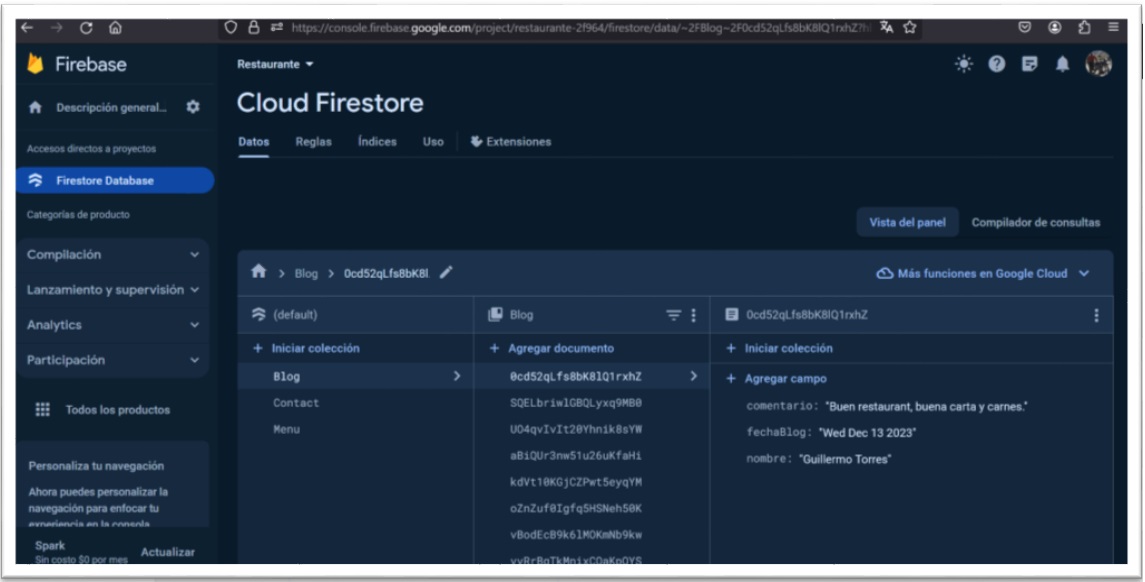 https://console.firebase.google.com/project/restaurante-2f964/firestore/data/~2FBlog~2F0cd52qLfs8bK8lQ1rxhZ?h
Firebase
Restaurante
Descripción general...
Cloud Firestore
Datos Reglas Índices Uso Extensiones
Accesos directos a proyectos
Firestore Database
Categorías de producto
Vista del panel Compilador de consultas
Compilación
Lanzamiento y supervisión
Analytics
Participación
Todos los productos
Personaliza tu navegación
Ahora puedes personalizar la
navegación para enfocar tu
experiencia en la consola
Spark
Sin costo $0 por mes
Actualizar
Blog > 0cd52qLfs8bK8l
Más funciones en Google Cloud
(default)
+ Iniciar colección
Blog
Contact
Menu
Blog
+ Agregar documento
0cd52qLfs8bK8lQ1rxhZ
SQELbriwlGBQLyxq9MB0
UO4qvIvIt20Yhnik8sYW
aBiQUr3nw51u26uKfaHi
kdVt10KGjCZPwt5eyqYM
oZnZuf0Igfq5HSNeh50K
vBodEcB9k6lMOKmNb9kw
0cd52qLfs8bK8lQ1rxhZ
+ Iniciar colección
+ Agregar campo
comentario: "Buen restaurant, buena carta y carnes."
fechaBlog: "Wed Dec 13 2023"
nombre: "Guillermo Torres"